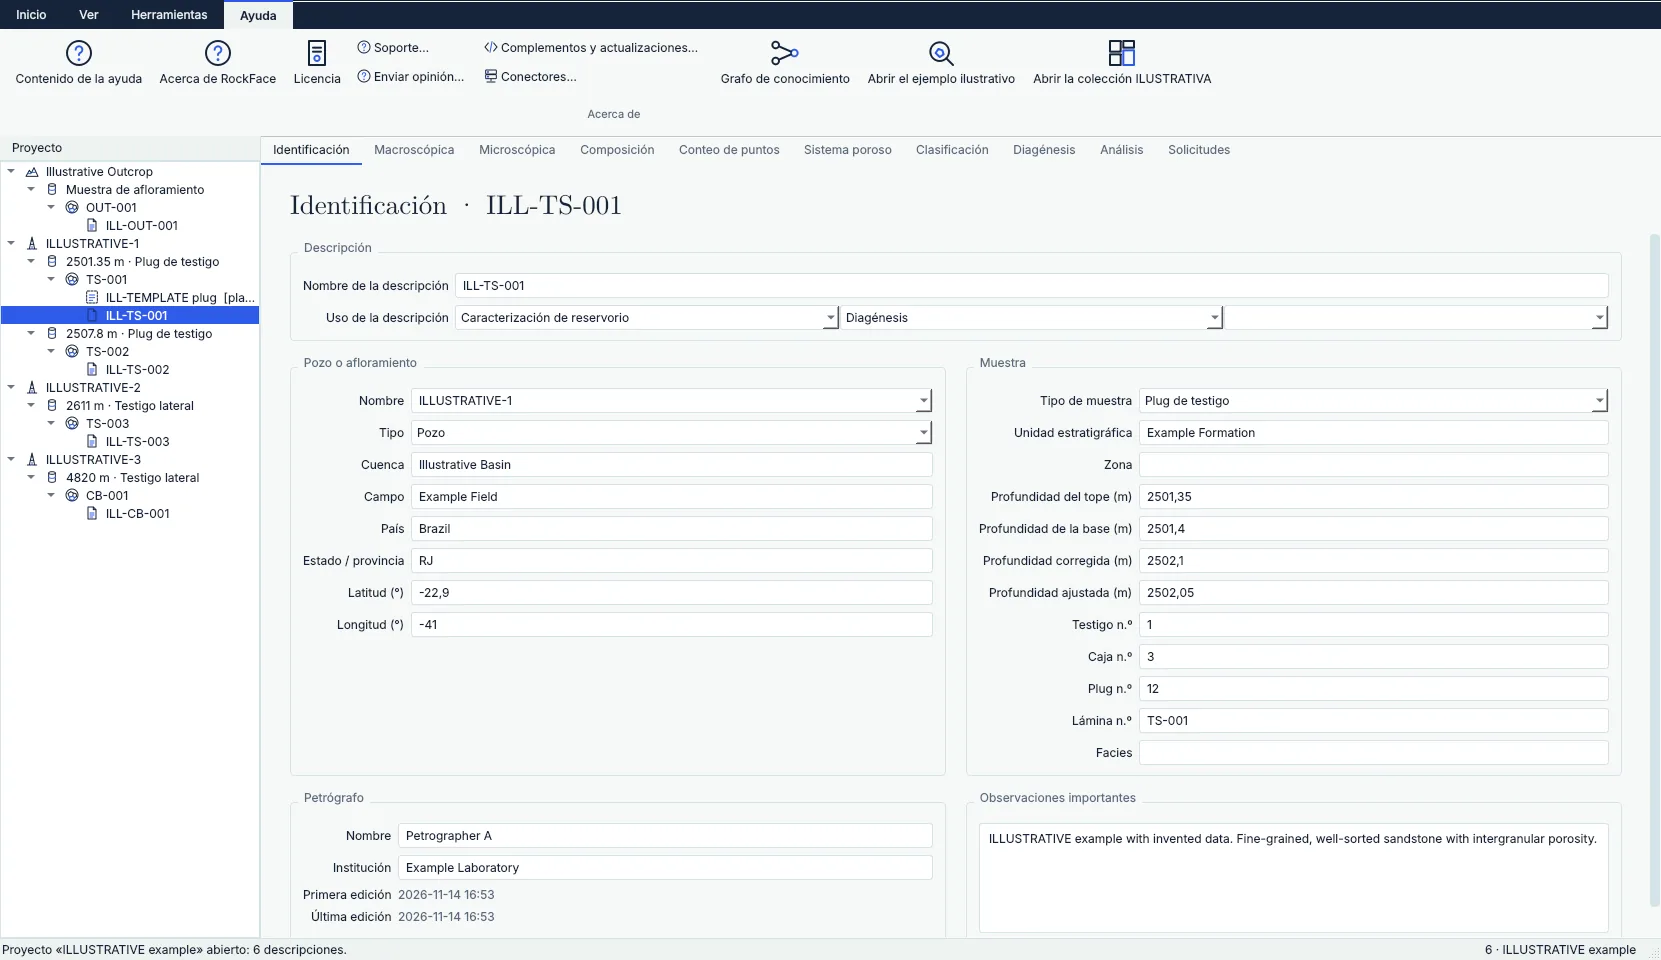 Inicio Ver Herramientas Ayuda
Contenido de la ayuda
Acerca de RockFace
Licencia
Soporte...
Enviar opinión...
Complementos y actualizaciones...
Conectores...
Grafo de conocimiento
Abrir el ejemplo ilustrativo
Abrir la colección ILUSTRATIVA
Acerca de
Proyecto
Illustrative Outcrop
Muestra de afloramiento
OUT-001
ILL-OUT-001
ILLUSTRATIVE-1
2501.35 m · Plug de testigo
TS-001
ILL-TEMPLATE plug [pla...
ILL-TS-001
2507.8 m · Plug de testigo
TS-002
ILL-TS-002
ILLUSTRATIVE-2
2611 m · Testigo lateral
TS-003
ILL-TS-003
ILLUSTRATIVE-3
4820 m · Testigo lateral
CB-001
ILL-CB-001
Identificación Macroscópica Microscópica Composición Conteo de puntos Sistema poroso Clasificación Diagénesis Análisis Solicitudes
Identificación · ILL-TS-001
Descripción
Nombre de la descripción ILL-TS-001
Uso de la descripción Caracterización de reservorio Diagénesis
Pozo o afloramiento
Nombre ILLUSTRATIVE-1
Tipo Pozo
Cuenca Illustrative Basin
Campo Example Field
País Brazil
Estado / provincia RJ
Latitud (°) -22,9
Longitud (°) -41
Muestra
Tipo de muestra Plug de testigo
Unidad estratigráfica Example Formation
Zona
Profundidad del tope (m) 2501,35
Profundidad de la base (m) 2501,4
Profundidad corregida (m) 2502,1
Profundidad ajustada (m) 2502,05
Testigo n.º 1
Caja n.º 3
Plug n.º 12
Lámina n.º TS-001
Facies
Petrógrafo
Nombre Petrographer A
Institución Example Laboratory
Primera edición 2026-11-14 16:53
Última edición 2026-11-14 16:53
Observaciones importantes
ILLUSTRATIVE example with invented data. Fine-grained, well-sorted sandstone with intergranular porosity.
Proyecto «ILLUSTRATIVE example» abierto: 6 descripciones.
6 · ILLUSTRATIVE example